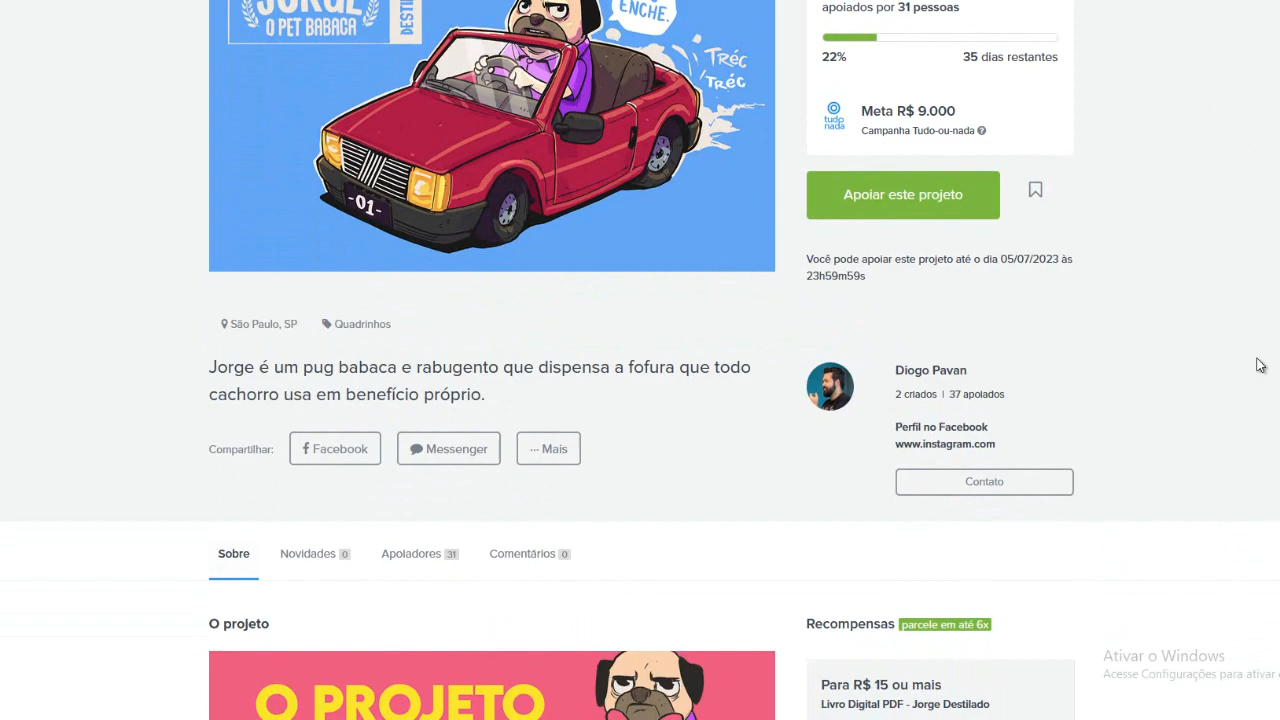 JORGE
O PET BABACA
ENCHE.
TRÉC
TRÉC
-01-
apoiados por 31 pessoas
22%
35 dias restantes
tudo
nada
Meta R$ 9.000
Campanha Tudo-ou-nada
Apoiar este projeto
Você pode apoiar este projeto até o dia 05/07/2023 às
23h59m59s
São Paulo, SP
Quadrinhos
Jorge é um pug babaca e rabugento que dispensa a fofura que todo
cachorro usa em benefício próprio.
Compartilhar:
Facebook
Messenger
··· Mais
Diogo Pavan
2 criados | 37 apoiados
Perfil no Facebook
www.instagram.com
Contato
Sobre
Novidades 0
Apoiadores 31
Comentários 0
O projeto
O PROJETO
Recompensas parcele em até 6x
Para R$ 15 ou mais
Livro Digital PDF - Jorge Destilado
Ativar o Windows
Acesse Configurações para ativar